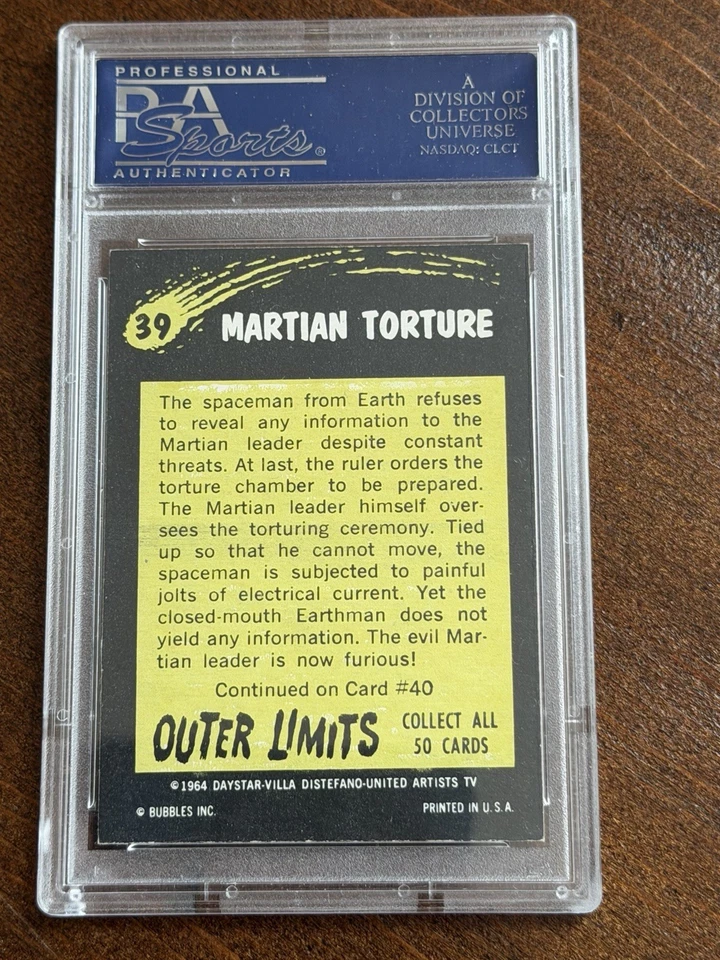 PROFESSIONAL
PSA
Sports®
AUTHENTICATOR
A
DIVISION OF
COLLECTORS
UNIVERSE
NASDAQ: CLCT
39 MARTIAN TORTURE
The spaceman from Earth refuses
to reveal any information to the
Martian leader despite constant
threats. At last, the ruler orders the
torture chamber to be prepared.
The Martian leader himself over-
sees the torturing ceremony. Tied
up so that he cannot move, the
spaceman is subjected to painful
jolts of electrical current. Yet the
closed-mouth Earthman does not
yield any information. The evil Mar-
tian leader is now furious!
Continued on Card #40
OUTER LIMITS COLLECT ALL
50 CARDS
© 1964 DAYSTAR-VILLA DISTEFANO-UNITED ARTISTS TV
© BUBBLES INC. PRINTED IN U.S.A.